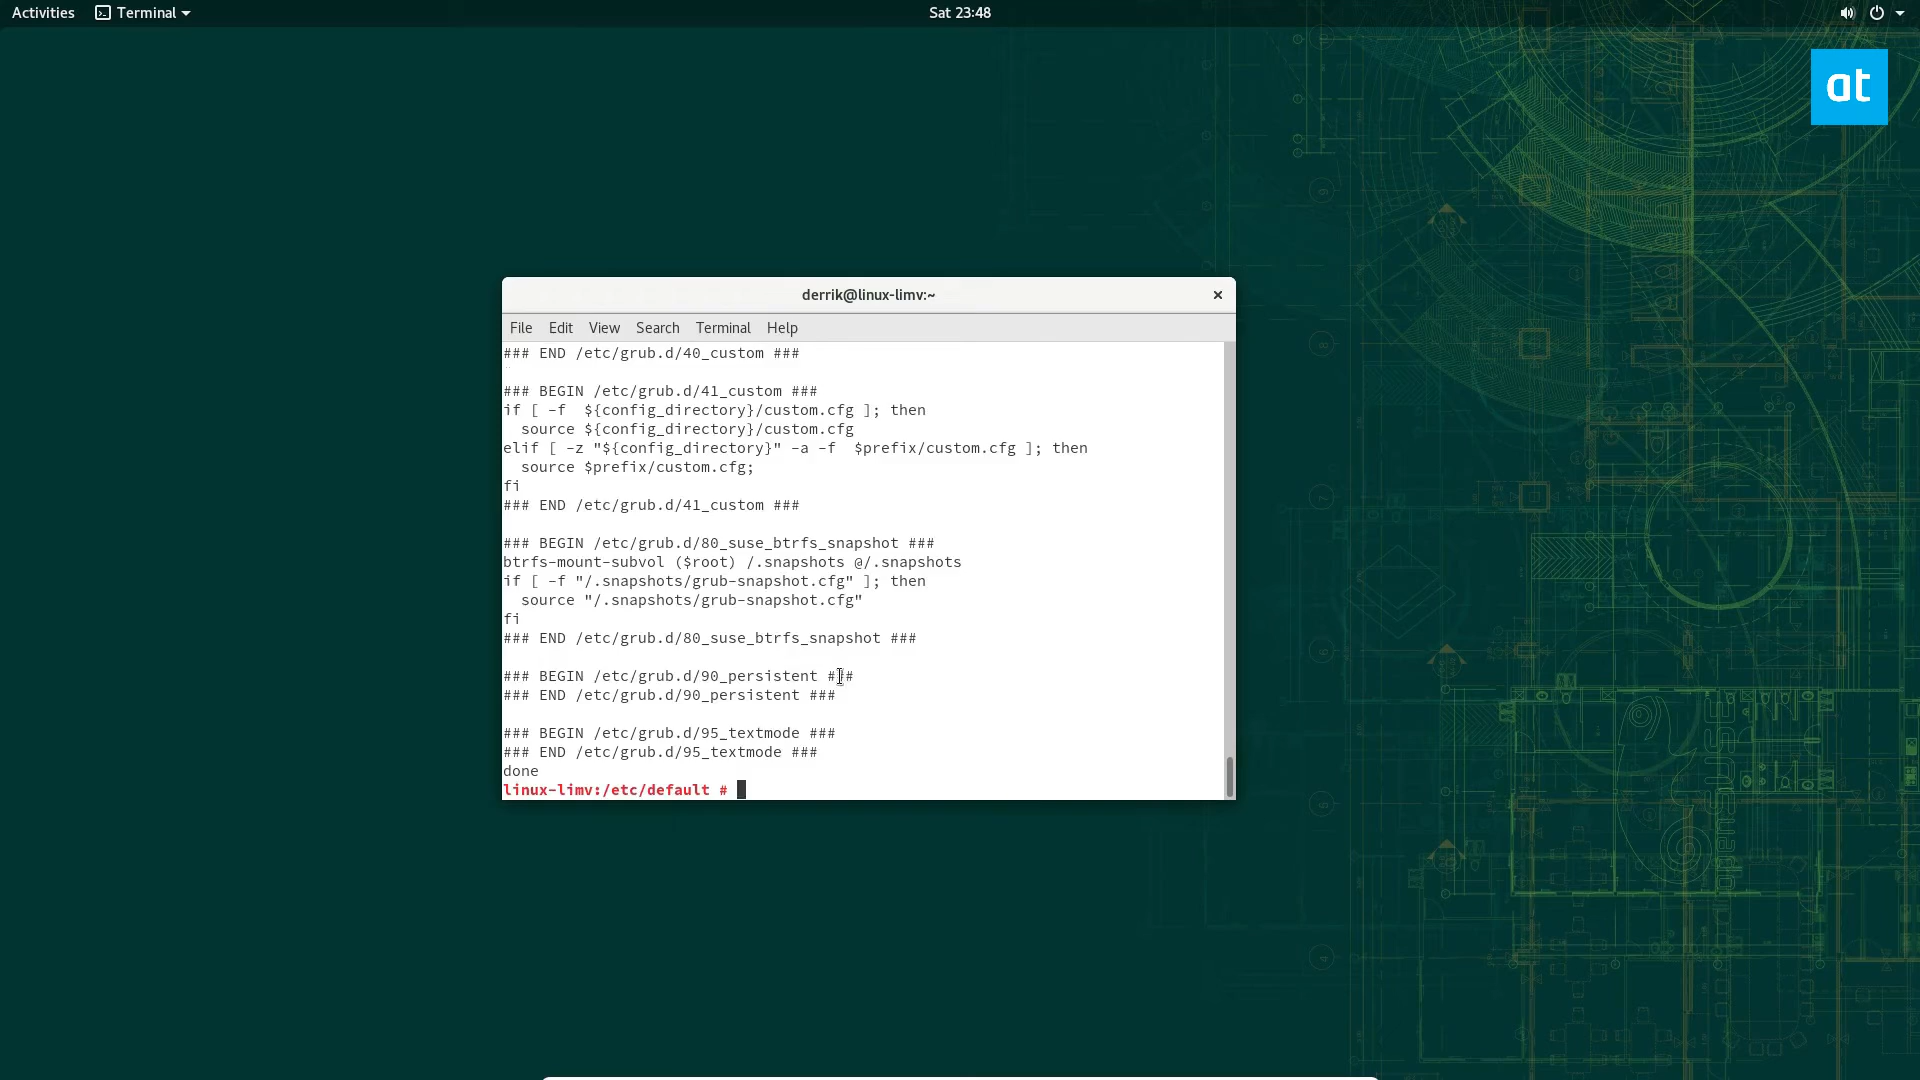 Activities Terminal Sat 23:48
at
derrik@linux-limv:~
File Edit View Search Terminal Help
### END /etc/grub.d/40_custom ###
### BEGIN /etc/grub.d/41_custom ###
if [ -f  ${config_directory}/custom.cfg ]; then
  source ${config_directory}/custom.cfg
elif [ -z "${config_directory}" -a -f  $prefix/custom.cfg ]; then
  source $prefix/custom.cfg;
fi
### END /etc/grub.d/41_custom ###
### BEGIN /etc/grub.d/80_suse_btrfs_snapshot ###
btrfs-mount-subvol ($root) /.snapshots @/.snapshots
if [ -f "/.snapshots/grub-snapshot.cfg" ]; then
  source "/.snapshots/grub-snapshot.cfg"
fi
### END /etc/grub.d/80_suse_btrfs_snapshot ###
### BEGIN /etc/grub.d/90_persistent ###
### END /etc/grub.d/90_persistent ###
### BEGIN /etc/grub.d/95_textmode ###
### END /etc/grub.d/95_textmode ###
done
linux-limv:/etc/default #